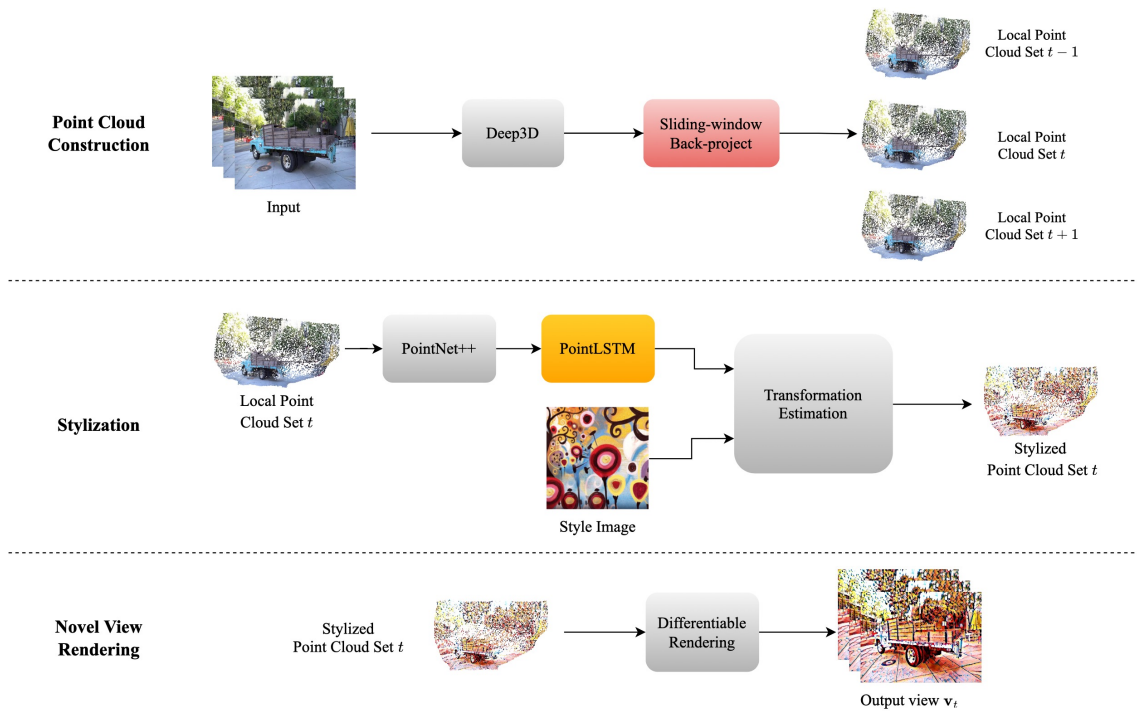 Point Cloud
Construction
Input
Deep3D
Sliding-window
Back-project
Local Point
Cloud Set t − 1
Local Point
Cloud Set t
Local Point
Cloud Set t + 1
Stylization
Local Point
Cloud Set t
PointNet++
PointLSTM
Style Image
Transformation
Estimation
Stylized
Point Cloud Set t
Novel View
Rendering
Stylized
Point Cloud Set t
Differentiable
Rendering
Output view v_t